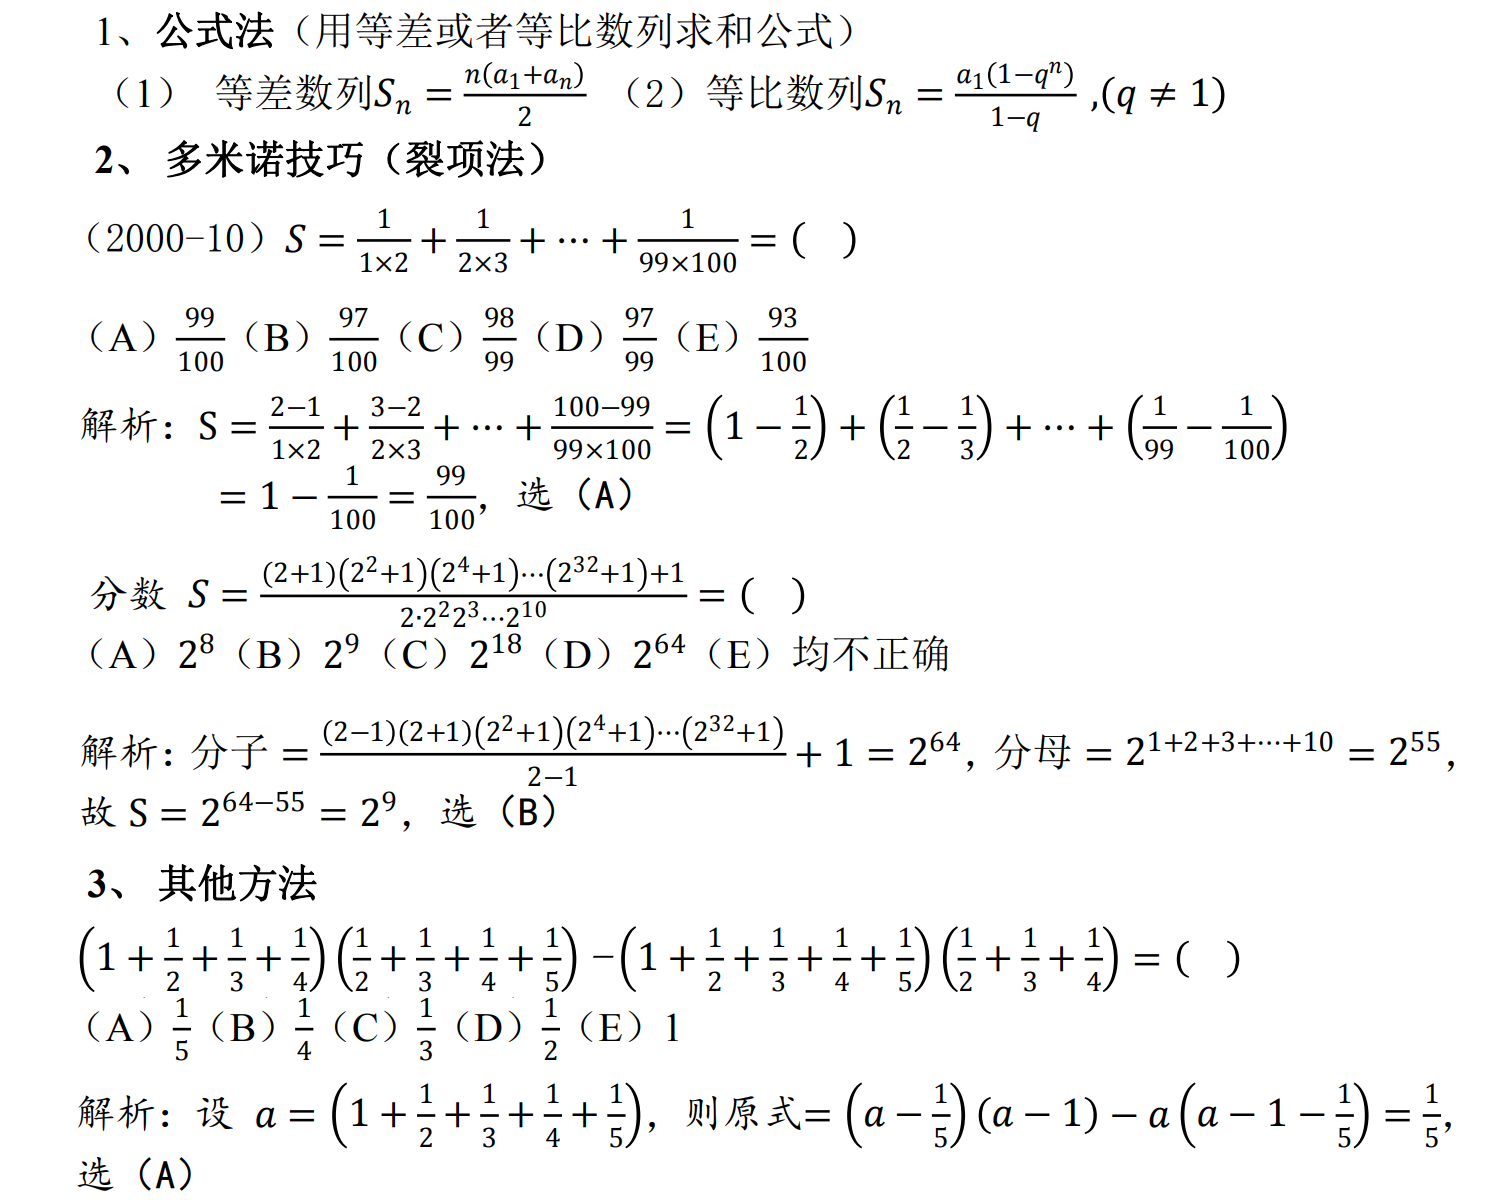 1、公式法（用等差或者等比数列求和公式）
（1） 等差数列$S_n = \frac{n(a_1+a_n)}{2}$ （2）等比数列$S_n = \frac{a_1(1-q^n)}{1-q}$ ,$(q \neq 1)$
2、 多米诺技巧（裂项法）
（2000-10）$S = \frac{1}{1×2} + \frac{1}{2×3} + \cdots + \frac{1}{99×100} = (\quad)$
（A）$\frac{99}{100}$（B）$\frac{97}{100}$（C）$\frac{98}{99}$（D）$\frac{97}{99}$（E）$\frac{93}{100}$
解析：S $= \frac{2-1}{1×2} + \frac{3-2}{2×3} + \cdots + \frac{100-99}{99×100} = \left(1 - \frac{1}{2}\right) + \left(\frac{1}{2} - \frac{1}{3}\right) + \cdots + \left(\frac{1}{99} - \frac{1}{100}\right)$
$= 1 - \frac{1}{100} = \frac{99}{100}$，选（A）
分数 $S = \frac{(2+1)(2^2+1)(2^4+1)\cdots(2^{32}+1)+1}{2·2^2 2^3\cdots 2^{10}} = (\quad)$
（A）$2^8$（B）$2^9$（C）$2^{18}$（D）$2^{64}$（E）均不正确
解析：分子 $= \frac{(2-1)(2+1)(2^2+1)(2^4+1)\cdots(2^{32}+1)}{2-1} + 1 = 2^{64}$，分母 $= 2^{1+2+3+\cdots+10} = 2^{55}$，
故 S $= 2^{64-55} = 2^9$，选（B）
3、 其他方法
$\left(1 + \frac{1}{2} + \frac{1}{3} + \frac{1}{4}\right)\left(\frac{1}{2} + \frac{1}{3} + \frac{1}{4} + \frac{1}{5}\right) - \left(1 + \frac{1}{2} + \frac{1}{3} + \frac{1}{4} + \frac{1}{5}\right)\left(\frac{1}{2} + \frac{1}{3} + \frac{1}{4}\right) = (\quad)$
（A）$\frac{1}{5}$（B）$\frac{1}{4}$（C）$\frac{1}{3}$（D）$\frac{1}{2}$（E）1
解析：设 $a = \left(1 + \frac{1}{2} + \frac{1}{3} + \frac{1}{4} + \frac{1}{5}\right)$，则原式$= \left(a - \frac{1}{5}\right)(a - 1) - a\left(a - 1 - \frac{1}{5}\right) = \frac{1}{5}$，
选（A）